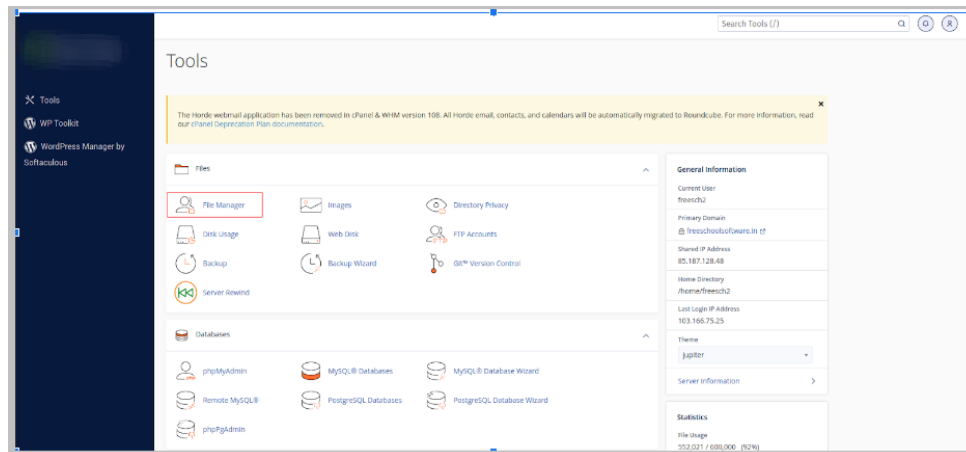 Search Tools (/)
Tools
Tools
WP Toolkit
WordPress Manager by
Softaculous
The Horde webmail application has been removed in cPanel & WHM version 108. All Horde email, contacts, and calendars will be automatically migrated to Roundcube. For more information, read
our cPanel Deprecation Plan documentation.
Files
File Manager
Images
Directory Privacy
Disk Usage
Web Disk
FTP Accounts
Backup
Backup Wizard
Git™ Version Control
Server Rewind
Databases
phpMyAdmin
MySQL® Databases
MySQL® Database Wizard
Remote MySQL®
PostgreSQL Databases
PostgreSQL Database Wizard
phpPgAdmin
General Information
Current User
freesch2
Primary Domain
freeschoolsoftware.in
Shared IP Address
85.187.128.48
Home Directory
/home/freesch2
Last Login IP Address
103.166.75.25
Theme
jupiter
Server Information
Statistics
File Usage
552,021 / 600,000 (92%)